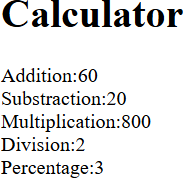 Calculator
Addition:60
Substraction:20
Multiplication:800
Division:2
Percentage:3